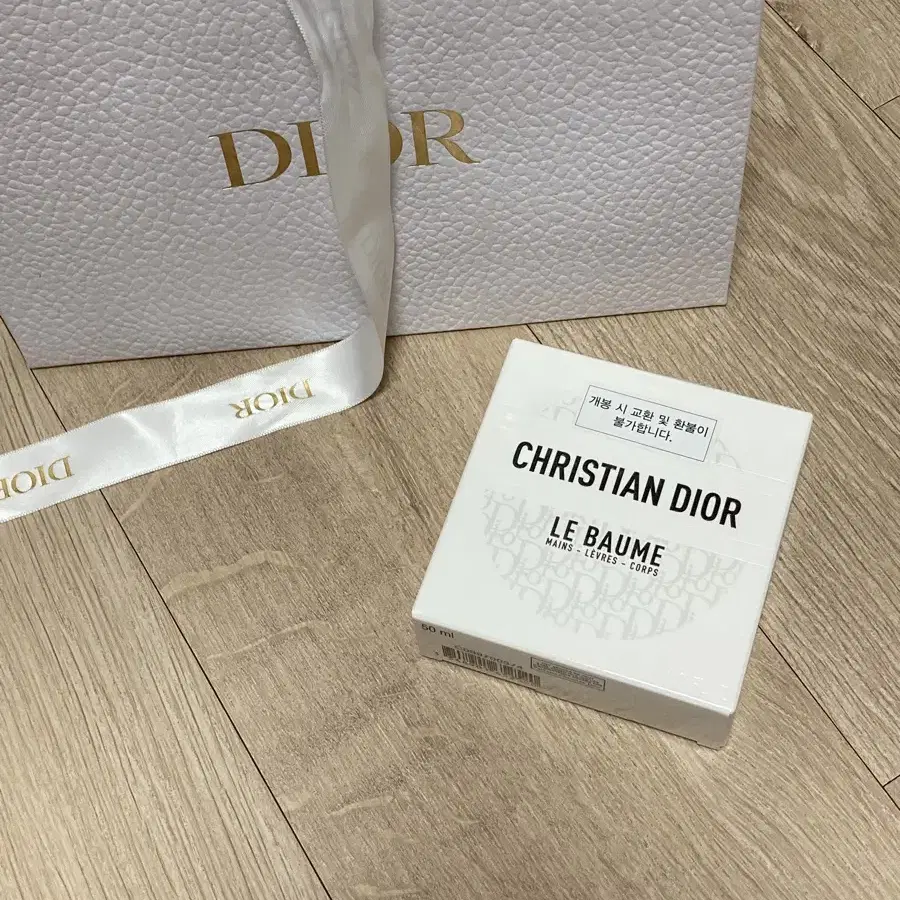 DIOR
DIOR
DIOR
개봉 시 교환 및 환불이
불가합니다.
CHRISTIAN DIOR
LE BAUME
MAINS - LÈVRES - CORPS
50 ml